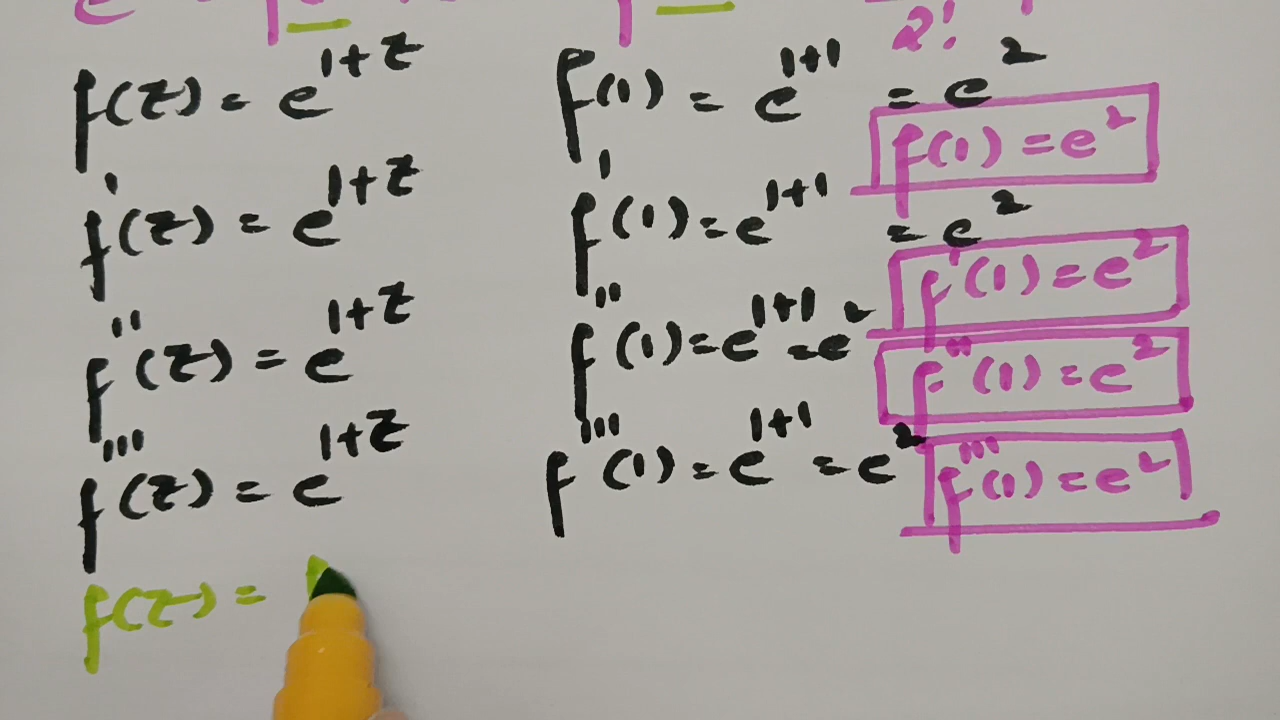 2!
f(z) = e^{1+z} f(1) = e^{1+1} = e^2
f(1) = e^2
f'(z) = e^{1+z} f'(1) = e^{1+1} = e^2
f'(1) = e^2
f''(z) = e^{1+z} f''(1) = e^{1+1} = e^2
f''(1) = e^2
f'''(z) = e^{1+z} f'''(1) = e^{1+1} = e^2
f'''(1) = e^2
f(z) =